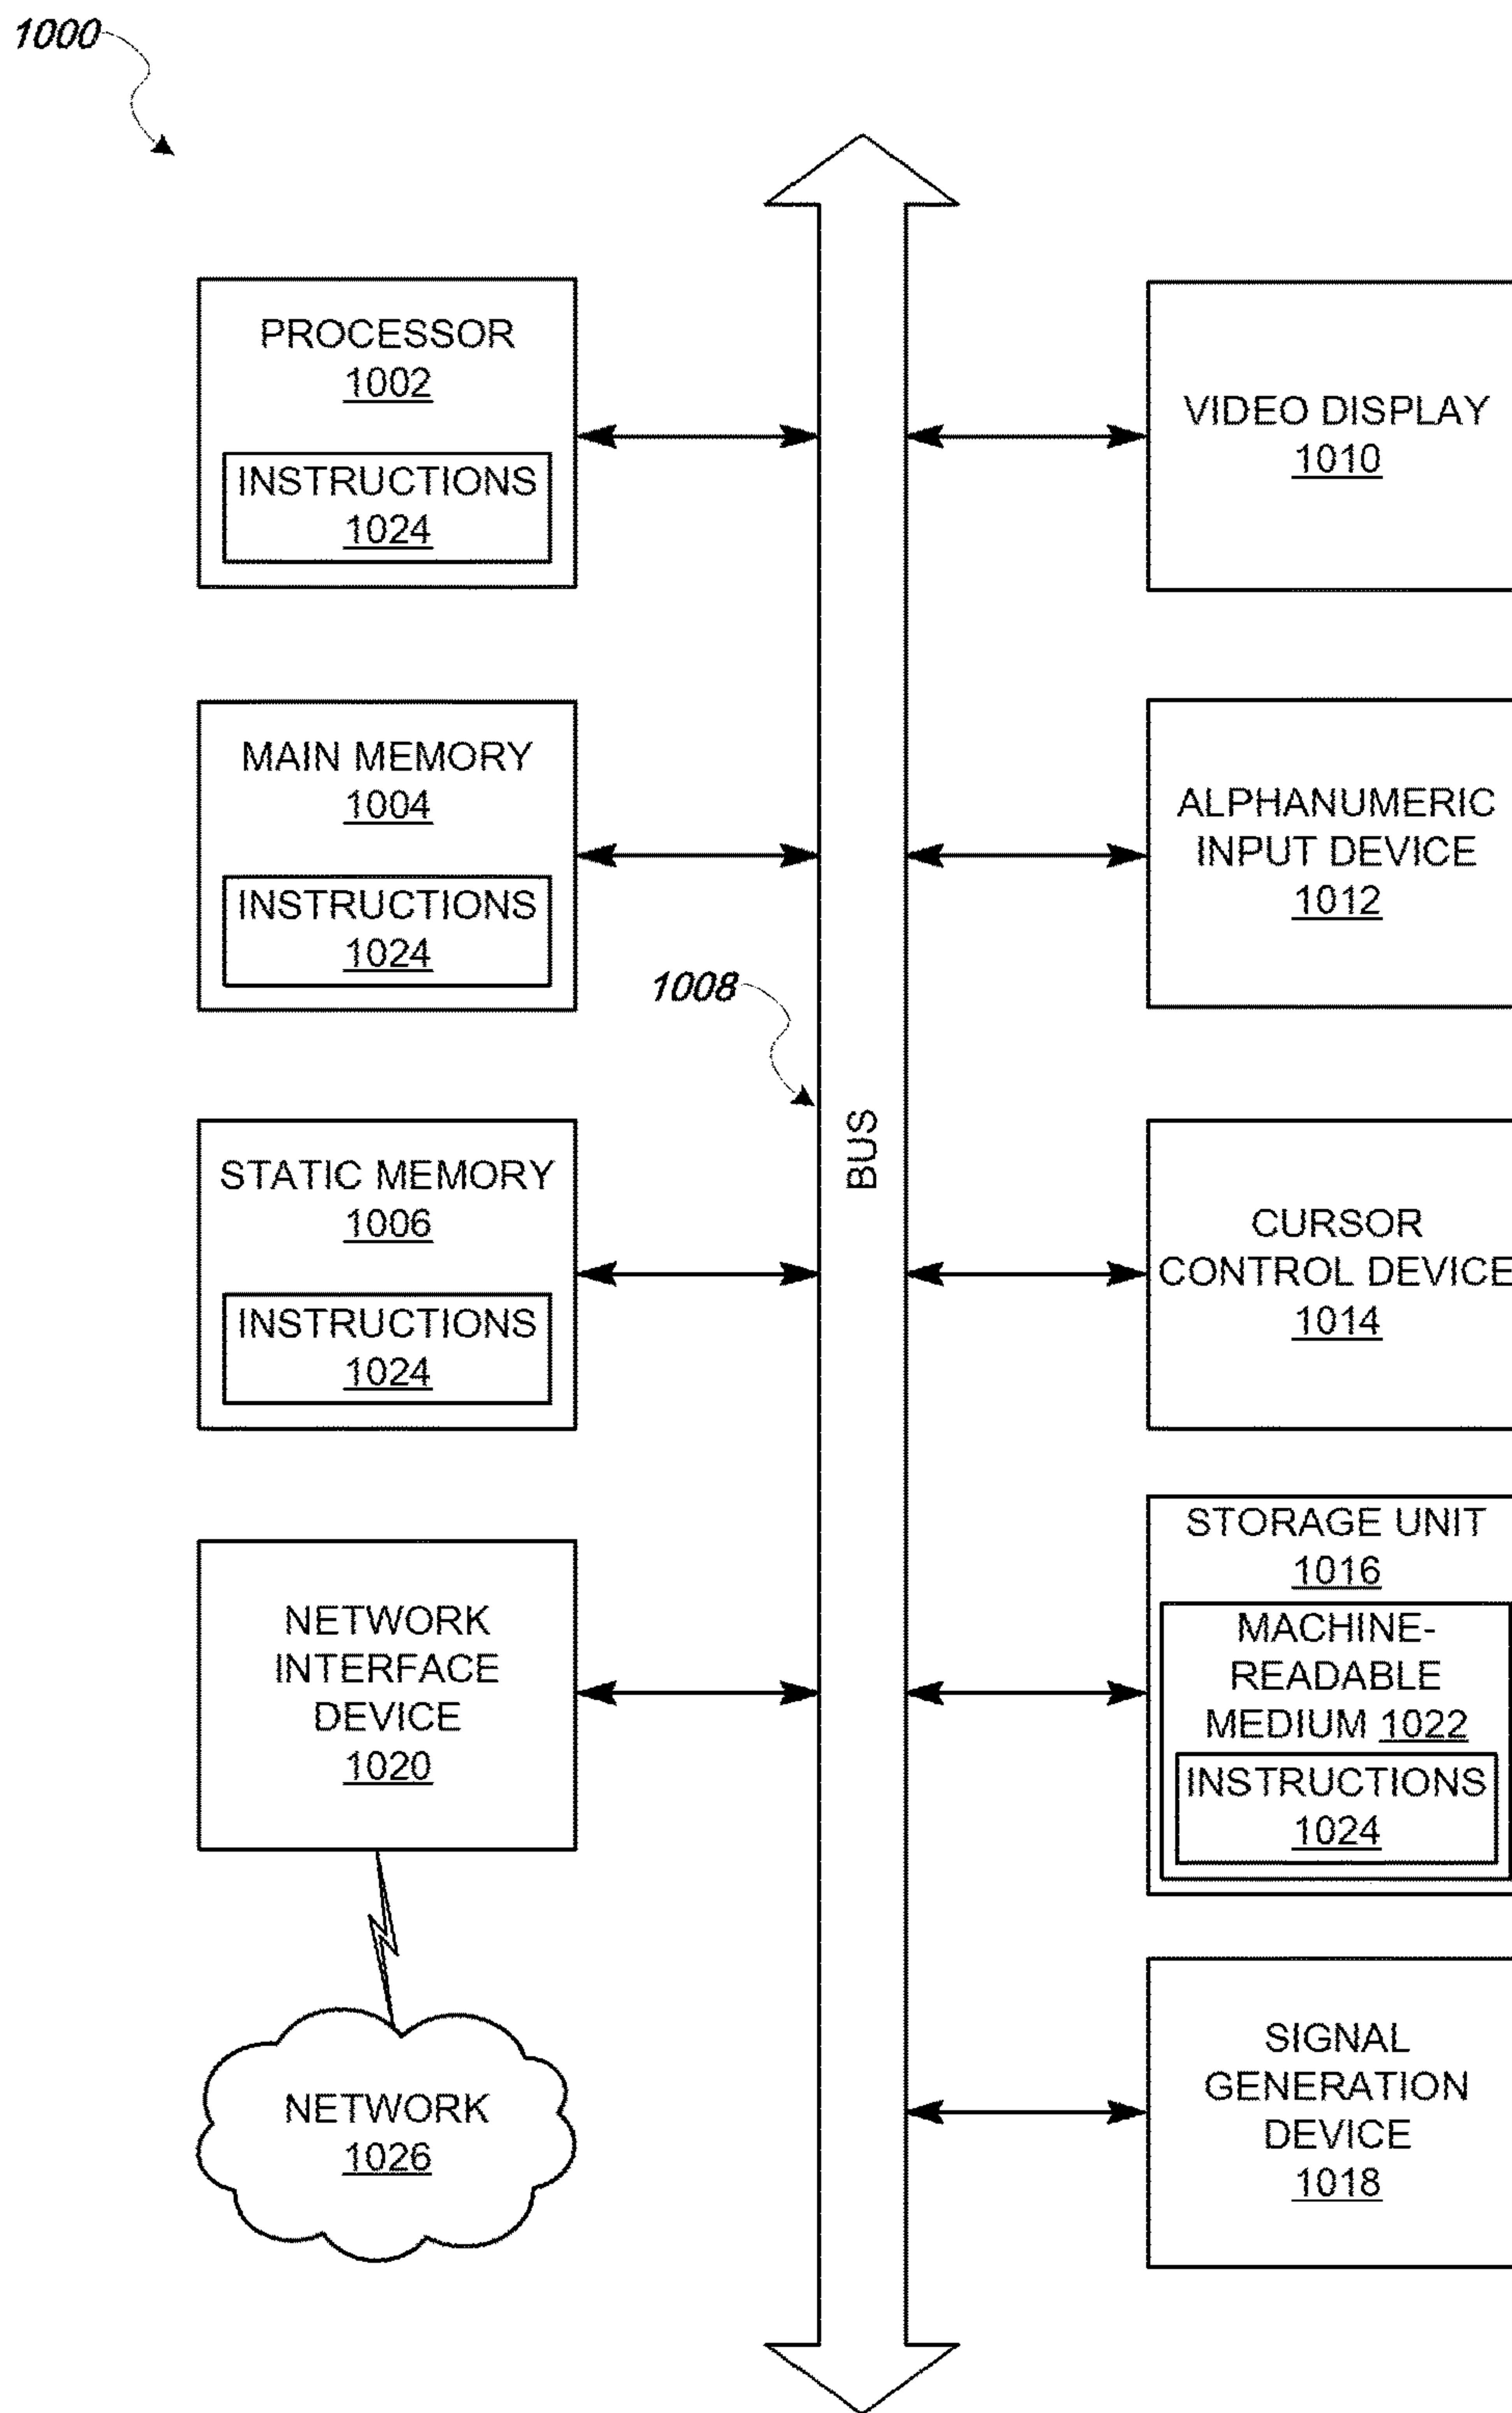 1000
PROCESSOR
1002
INSTRUCTIONS
1024
MAIN MEMORY
1004
INSTRUCTIONS
1024
STATIC MEMORY
1006
INSTRUCTIONS
1024
NETWORK
INTERFACE
DEVICE
1020
NETWORK
1026
1008
BUS
VIDEO DISPLAY
1010
ALPHANUMERIC
INPUT DEVICE
1012
CURSOR
CONTROL DEVICE
1014
STORAGE UNIT
1016
MACHINE-
READABLE
MEDIUM 1022
INSTRUCTIONS
1024
SIGNAL
GENERATION
DEVICE
1018